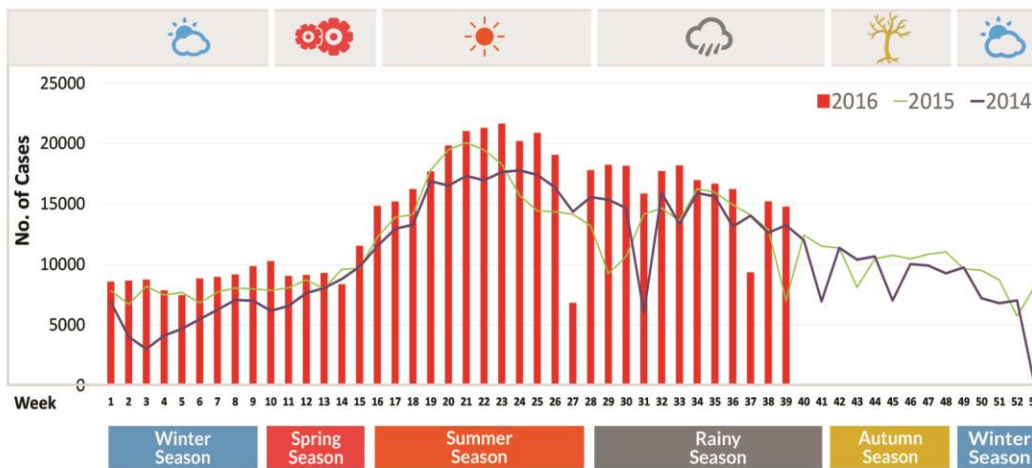 25000
2016 2015 2014
20000
15000
10000
5000
0
No. of Cases
Week 1 2 3 4 5 6 7 8 9 10 11 12 13 14 15 16 17 18 19 20 21 22 23 24 25 26 27 28 29 30 31 32 33 34 35 36 37 38 39 40 41 42 43 44 45 46 47 48 49 50 51 52
Winter Spring Summer Rainy Autumn Winter
Season Season Season Season Season Season